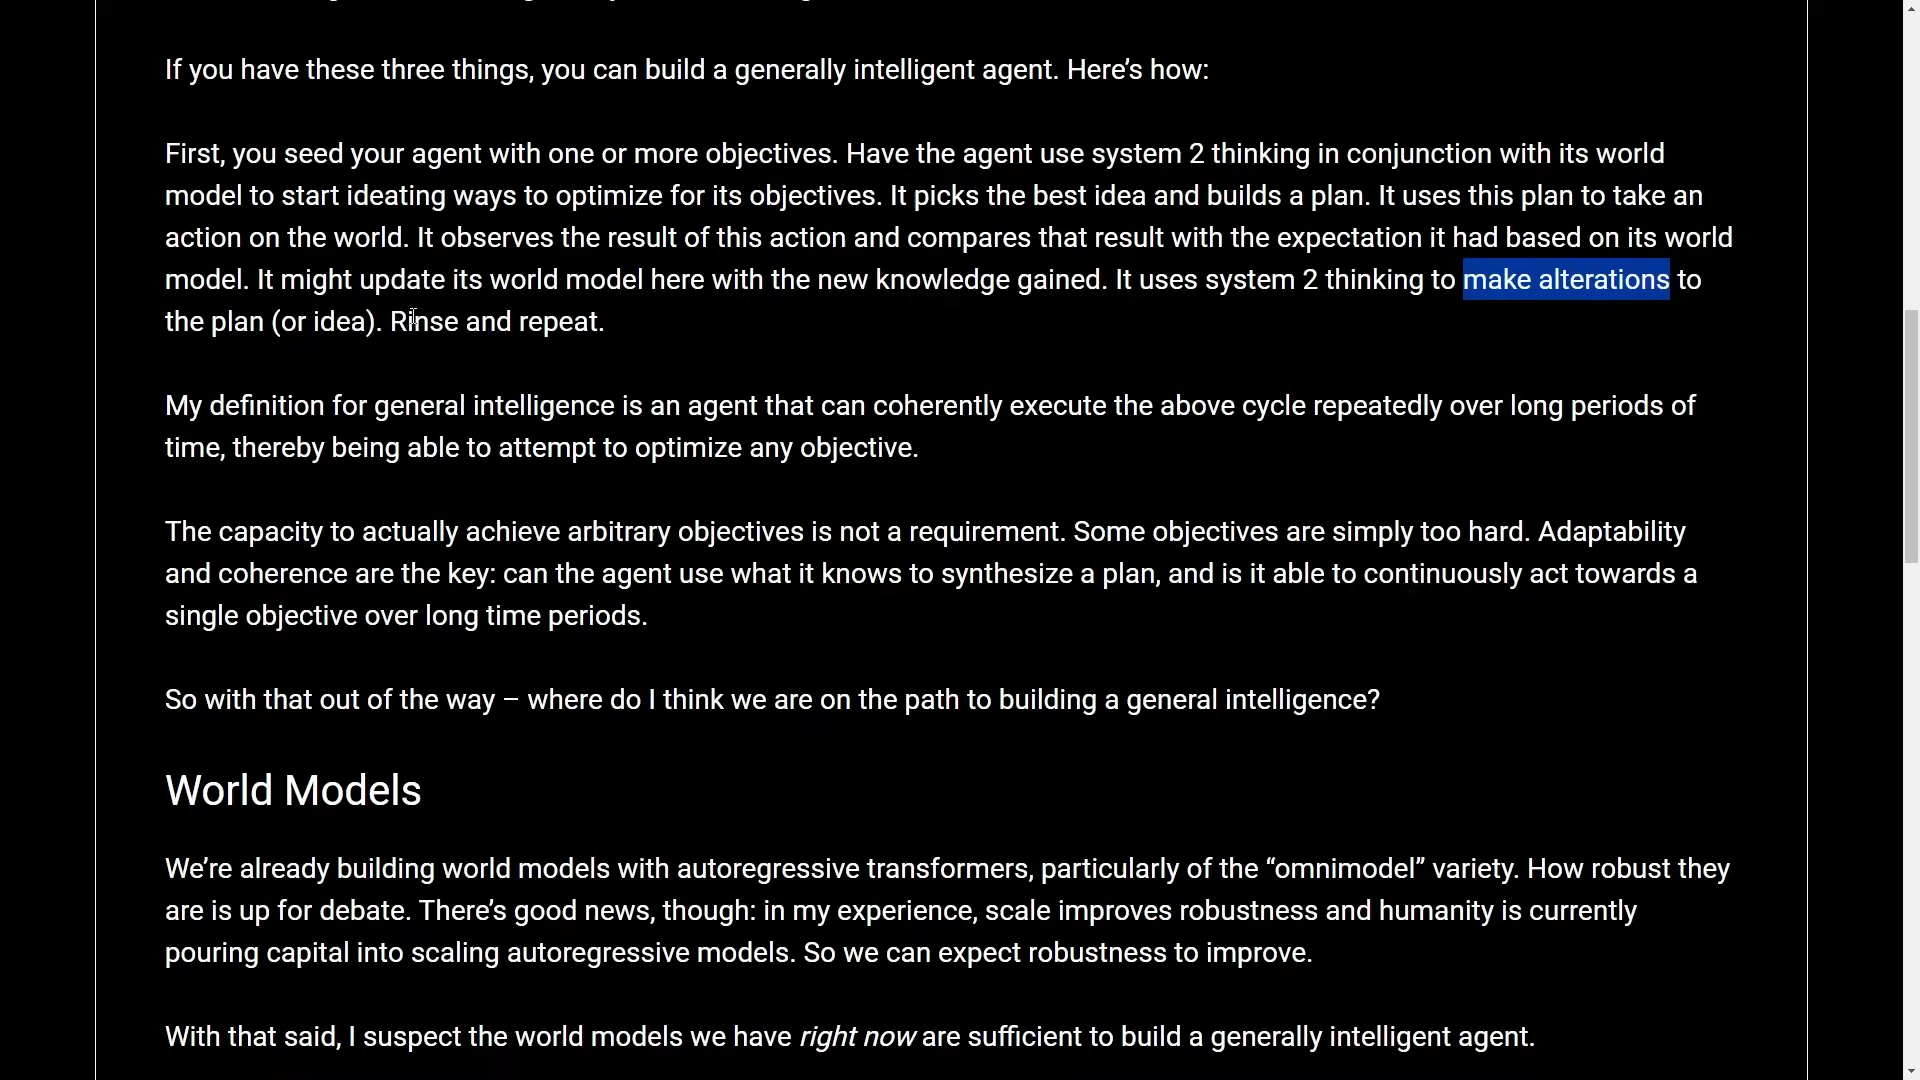 If you have these three things, you can build a generally intelligent agent. Here’s how:
First, you seed your agent with one or more objectives. Have the agent use system 2 thinking in conjunction with its world
model to start ideating ways to optimize for its objectives. It picks the best idea and builds a plan. It uses this plan to take an
action on the world. It observes the result of this action and compares that result with the expectation it had based on its world
model. It might update its world model here with the new knowledge gained. It uses system 2 thinking to make alterations to
the plan (or idea). Rinse and repeat.
My definition for general intelligence is an agent that can coherently execute the above cycle repeatedly over long periods of
time, thereby being able to attempt to optimize any objective.
The capacity to actually achieve arbitrary objectives is not a requirement. Some objectives are simply too hard. Adaptability
and coherence are the key: can the agent use what it knows to synthesize a plan, and is it able to continuously act towards a
single objective over long time periods.
So with that out of the way – where do I think we are on the path to building a general intelligence?
World Models
We’re already building world models with autoregressive transformers, particularly of the “omnimodel” variety. How robust they
are is up for debate. There’s good news, though: in my experience, scale improves robustness and humanity is currently
pouring capital into scaling autoregressive models. So we can expect robustness to improve.
With that said, I suspect the world models we have right now are sufficient to build a generally intelligent agent.